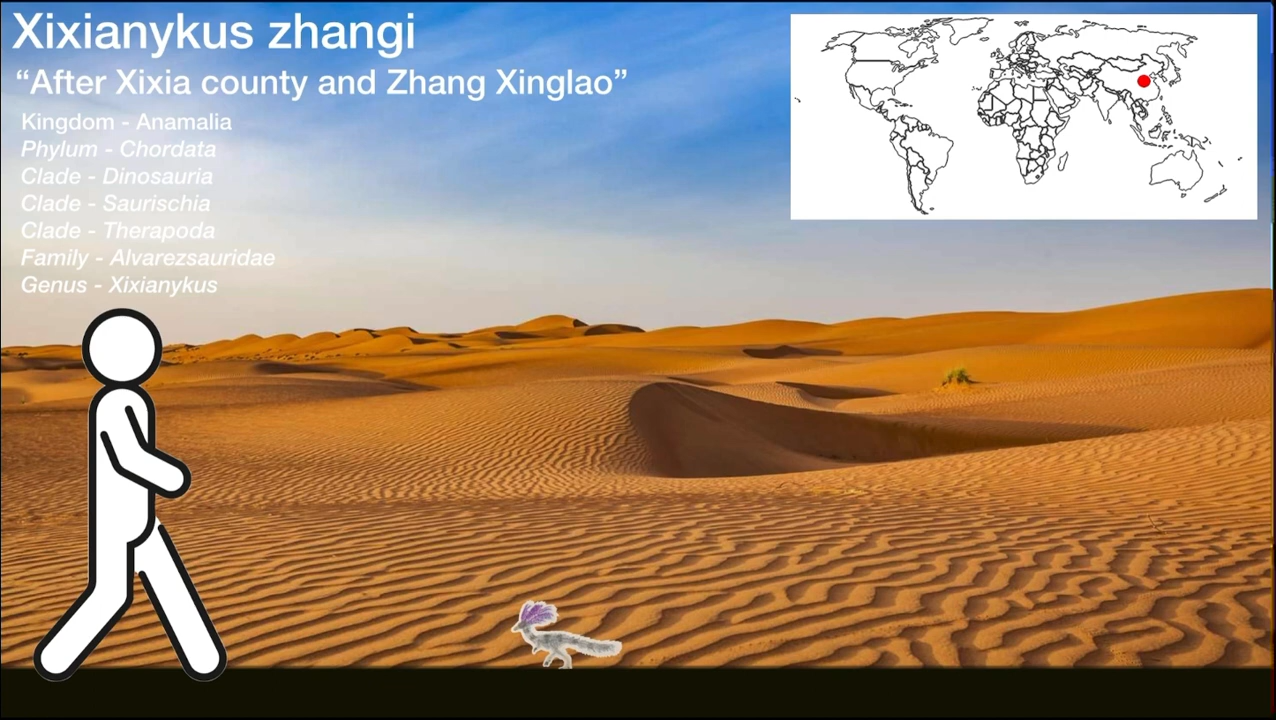 Xixianykus zhangi
“After Xixia county and Zhang Xinglao”
Kingdom - Anamalia
Phylum - Chordata
Clade - Dinosauria
Clade - Saurischia
Clade - Therapoda
Family - Alvarezsauridae
Genus - Xixianykus